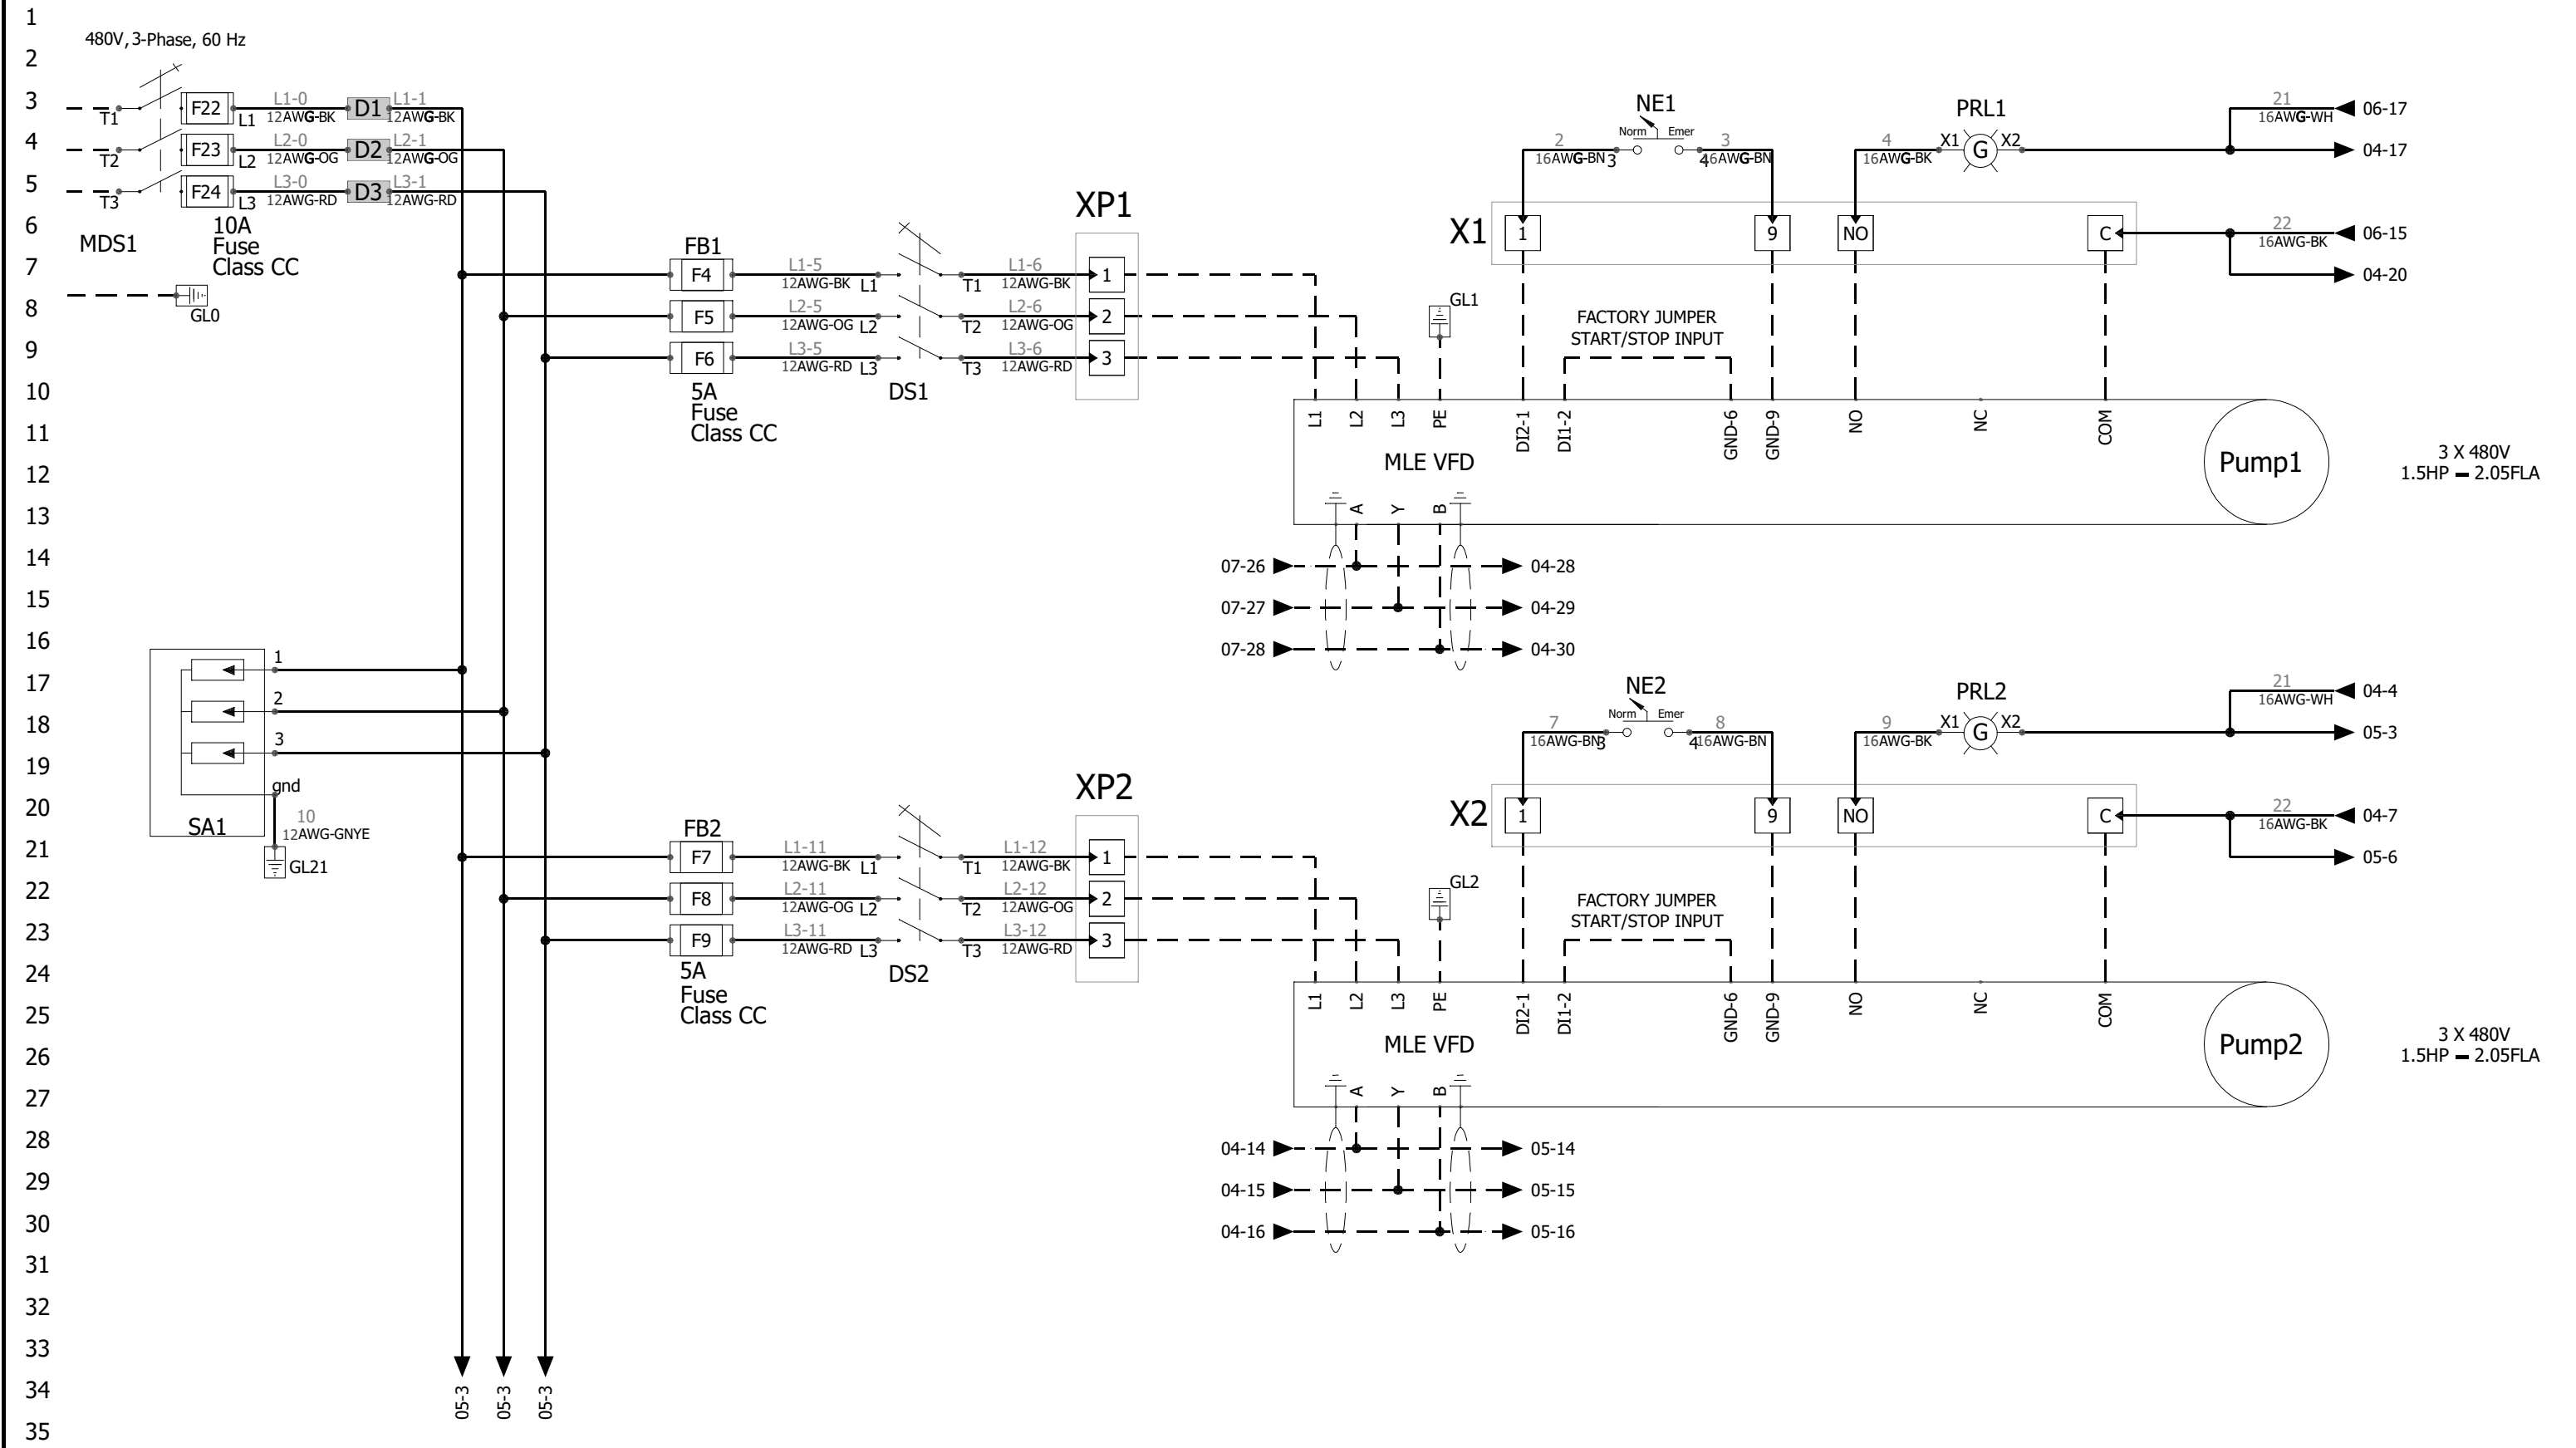 1
2
3
4
5
6
7
8
9
10
11
12
13
14
15
16
17
18
19
20
21
22
23
24
25
26
27
28
29
30
31
32
33
34
35
480V, 3-Phase, 60 Hz
T1
F22
L1
L1-0
12AWG-BK
D1
L1-1
12AWG-BK
T2
F23
L2
L2-0
12AWG-OG
D2
L2-1
12AWG-OG
T3
F24
L3
L3-0
12AWG-RD
D3
L3-1
12AWG-RD
MDS1
10A
Fuse
Class CC
GL0
FB1
F4
L1-5
12AWG-BK
L1
T1
L1-6
12AWG-BK
F5
L2-5
12AWG-OG
L2
T2
L2-6
12AWG-OG
F6
L3-5
12AWG-RD
L3
T3
L3-6
12AWG-RD
5A
Fuse
Class CC
DS1
XP1
1
2
3
NE1
Norm
Emer
2
16AWG-BN
3
3
4
16AWG-BN
PRL1
4
16AWG-BK
X1
G
X2
21
16AWG-WH
06-17
04-17
X1
1
9
NO
C
22
16AWG-BK
06-15
04-20
GL1
FACTORY JUMPER
START/STOP INPUT
L1
L2
L3
PE
DI2-1
DI1-2
GND-6
GND-9
NO
NC
COM
MLE VFD
Pump1
3 X 480V
1.5HP - 2.05FLA
A
Y
B
07-26
04-28
07-27
04-29
07-28
04-30
1
2
3
gnd
SA1
10
12AWG-GNYE
GL21
FB2
F7
L1-11
12AWG-BK
L1
T1
L1-12
12AWG-BK
F8
L2-11
12AWG-OG
L2
T2
L2-12
12AWG-OG
F9
L3-11
12AWG-RD
L3
T3
L3-12
12AWG-RD
5A
Fuse
Class CC
DS2
XP2
1
2
3
NE2
Norm
Emer
7
16AWG-BN
3
8
4
16AWG-BN
PRL2
9
16AWG-BK
X1
G
X2
21
16AWG-WH
04-4
05-3
X2
1
9
NO
C
22
16AWG-BK
04-7
05-6
GL2
FACTORY JUMPER
START/STOP INPUT
L1
L2
L3
PE
DI2-1
DI1-2
GND-6
GND-9
NO
NC
COM
MLE VFD
Pump2
3 X 480V
1.5HP - 2.05FLA
A
Y
B
04-14
05-14
04-15
05-15
04-16
05-16
05-3
05-3
05-3